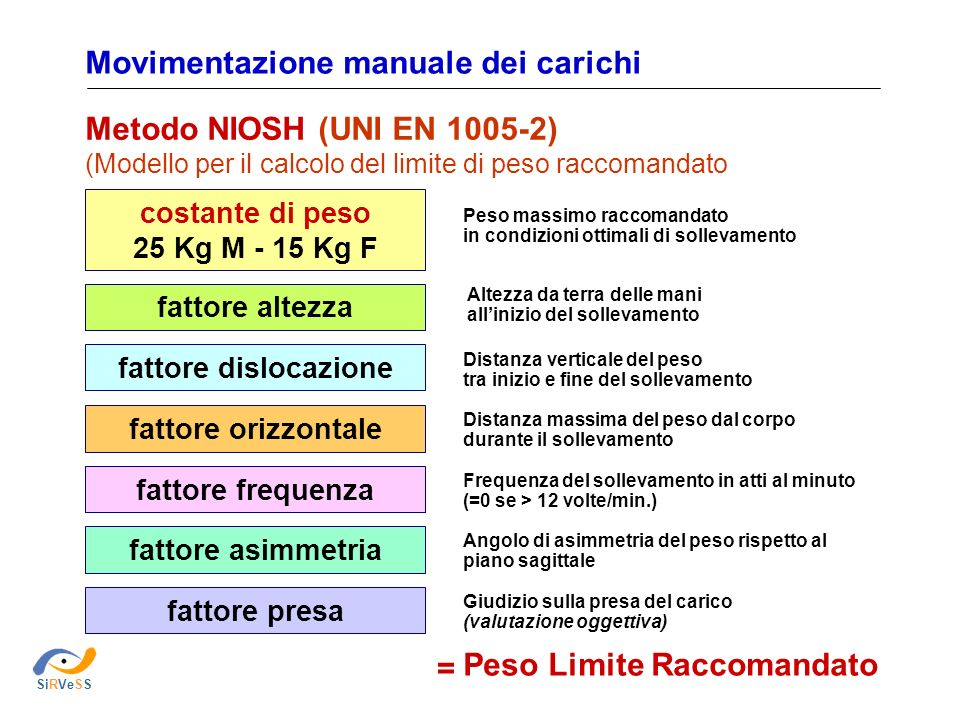 Movimentazione manuale dei carichi
Metodo NIOSH (UNI EN 1005-2)
(Modello per il calcolo del limite di peso raccomandato
costante di peso
25 Kg M - 15 Kg F
Peso massimo raccomandato
in condizioni ottimali di sollevamento
fattore altezza
Altezza da terra delle mani
all’inizio del sollevamento
fattore dislocazione
Distanza verticale del peso
tra inizio e fine del sollevamento
fattore orizzontale
Distanza massima del peso dal corpo
durante il sollevamento
fattore frequenza
Frequenza del sollevamento in atti al minuto
(=0 se > 12 volte/min.)
fattore asimmetria
Angolo di asimmetria del peso rispetto al
piano sagittale
fattore presa
Giudizio sulla presa del carico
(valutazione oggettiva)
= Peso Limite Raccomandato
SiRVeSS